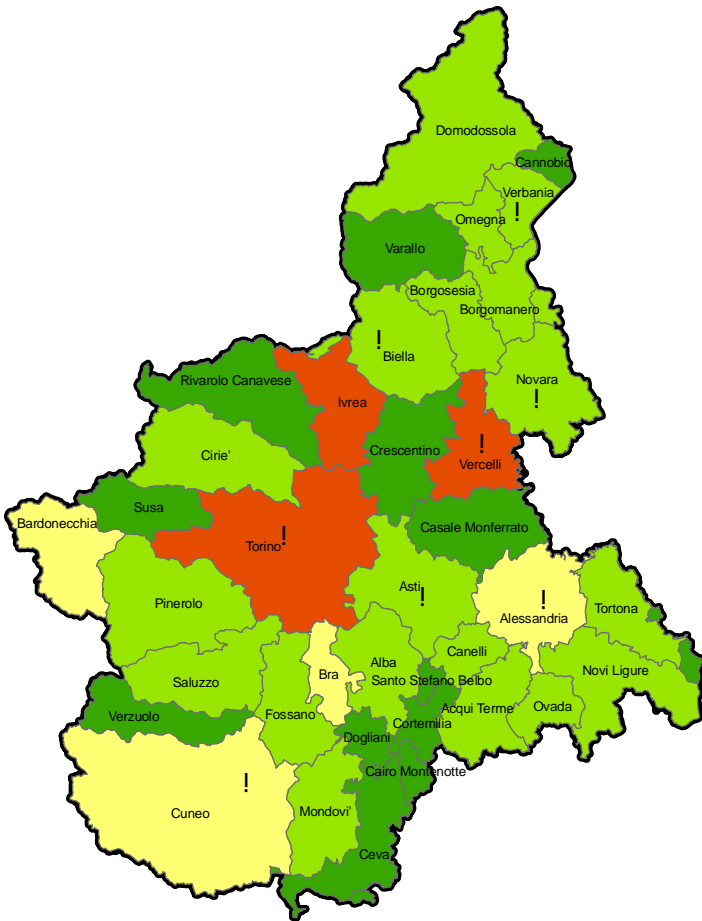 Domodossola
Cannobio
Verbania
Omegna
!
Varallo
Borgosesia
Borgomanero
!
Biella
Novara
!
Rivarolo Canavese
Ivrea
Crescentino
!
Vercelli
Cirie'
Susa
Casale Monferrato
Bardonecchia
Torino!
Pinerolo
Asti!
!
Alessandria
Tortona
Canelli
Alba
Novi Ligure
Saluzzo
Bra
Santo Stefano Belbo
Acqui Terme
Ovada
Verzuolo
Fossano
Cortemilia
Dogliani
Cairo Montenotte
!
Cuneo
Mondovi'
Ceva